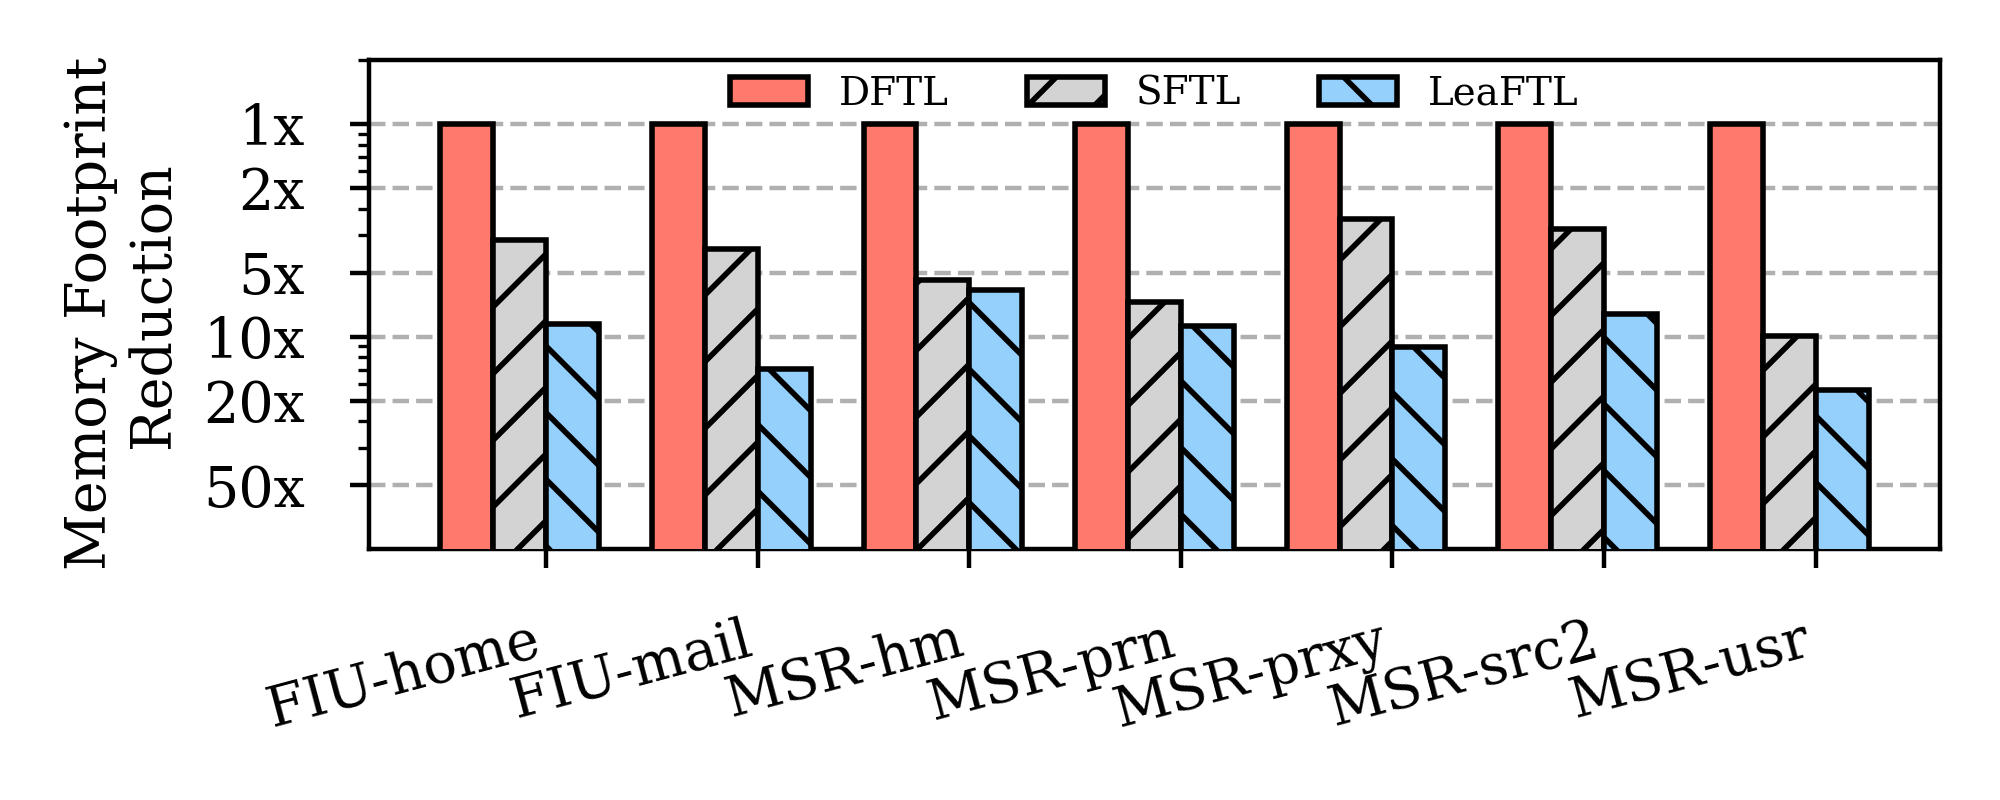 Memory Footprint
Reduction
1x
2x
5x
10x
20x
50x
DFTL
SFTL
LeaFTL
FIU-home
FIU-mail
MSR-hm
MSR-prn
MSR-prxy
MSR-src2
MSR-usr